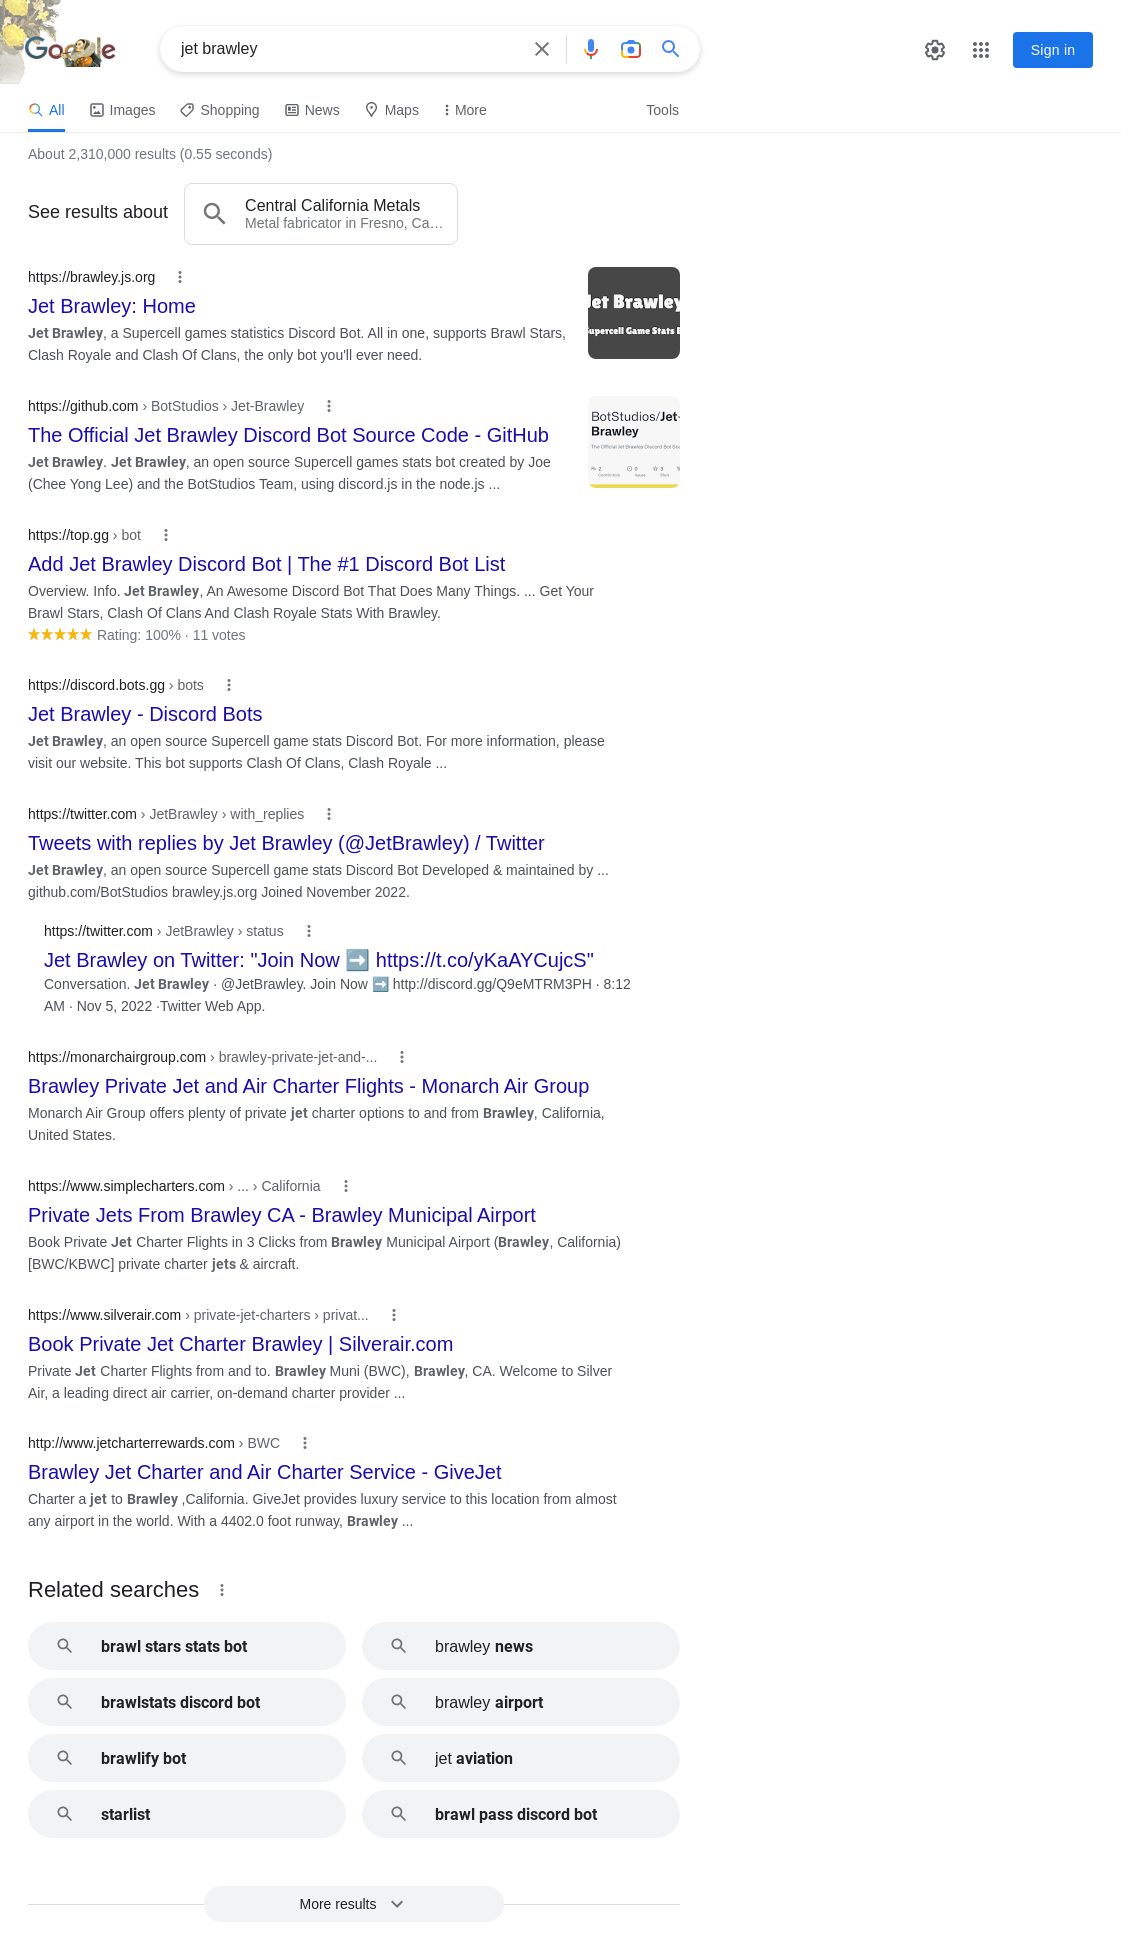 Google
jet brawley
Sign in
All
Images
Shopping
News
Maps
More
Tools
About 2,310,000 results (0.55 seconds)
See results about
Central California Metals
Metal fabricator in Fresno, Ca…
https://brawley.js.org
Jet Brawley: Home
Jet Brawley, a Supercell games statistics Discord Bot. All in one, supports Brawl Stars,
Clash Royale and Clash Of Clans, the only bot you'll ever need.
Jet Brawley
Supercell Game Stats
https://github.com › BotStudios › Jet-Brawley
The Official Jet Brawley Discord Bot Source Code - GitHub
Jet Brawley. Jet Brawley, an open source Supercell games stats bot created by Joe
(Chee Yong Lee) and the BotStudios Team, using discord.js in the node.js ...
BotStudios/Jet-
Brawley
The Official Jet Brawley Discord Bot
2 0 3
Contributors Issues Stars
https://top.gg › bot
Add Jet Brawley Discord Bot | The #1 Discord Bot List
Overview. Info. Jet Brawley, An Awesome Discord Bot That Does Many Things. ... Get Your
Brawl Stars, Clash Of Clans And Clash Royale Stats With Brawley.
Rating: 100% · 11 votes
https://discord.bots.gg › bots
Jet Brawley - Discord Bots
Jet Brawley, an open source Supercell game stats Discord Bot. For more information, please
visit our website. This bot supports Clash Of Clans, Clash Royale ...
https://twitter.com › JetBrawley › with_replies
Tweets with replies by Jet Brawley (@JetBrawley) / Twitter
Jet Brawley, an open source Supercell game stats Discord Bot Developed & maintained by ...
github.com/BotStudios brawley.js.org Joined November 2022.
https://twitter.com › JetBrawley › status
Jet Brawley on Twitter: "Join Now ➡️ https://t.co/yKaAYCujcS"
Conversation. Jet Brawley · @JetBrawley. Join Now ➡️ http://discord.gg/Q9eMTRM3PH · 8:12
AM · Nov 5, 2022 ·Twitter Web App.
https://monarchairgroup.com › brawley-private-jet-and-...
Brawley Private Jet and Air Charter Flights - Monarch Air Group
Monarch Air Group offers plenty of private jet charter options to and from Brawley, California,
United States.
https://www.simplecharters.com › ... › California
Private Jets From Brawley CA - Brawley Municipal Airport
Book Private Jet Charter Flights in 3 Clicks from Brawley Municipal Airport (Brawley, California)
[BWC/KBWC] private charter jets & aircraft.
https://www.silverair.com › private-jet-charters › privat...
Book Private Jet Charter Brawley | Silverair.com
Private Jet Charter Flights from and to. Brawley Muni (BWC), Brawley, CA. Welcome to Silver
Air, a leading direct air carrier, on-demand charter provider ...
http://www.jetcharterrewards.com › BWC
Brawley Jet Charter and Air Charter Service - GiveJet
Charter a jet to Brawley ,California. GiveJet provides luxury service to this location from almost
any airport in the world. With a 4402.0 foot runway, Brawley ...
Related searches
brawl stars stats bot
brawley news
brawlstats discord bot
brawley airport
brawlify bot
jet aviation
starlist
brawl pass discord bot
More results